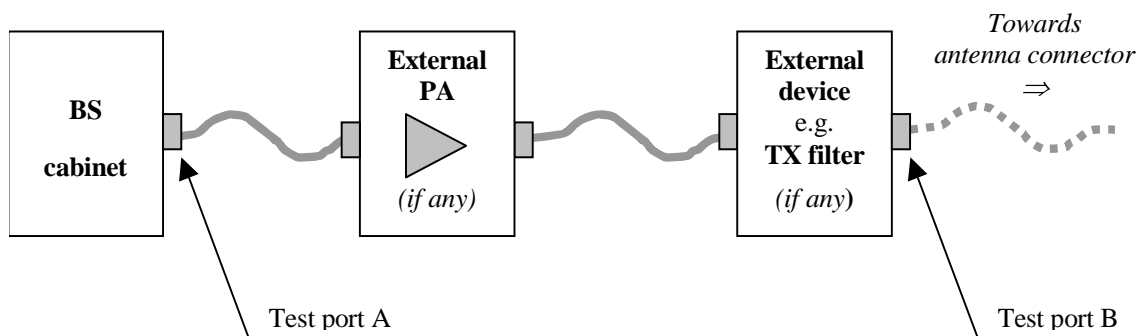 BS
cabinet
External
PA
(if any)
External
device
e.g.
TX filter
(if any)
Towards
antenna connector
⇒
Test port A
Test port B